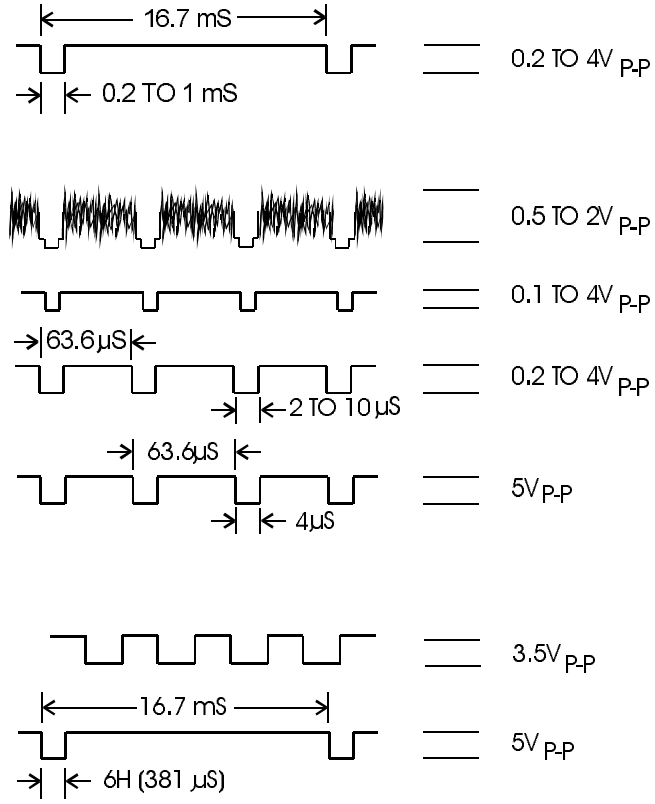 16.7 mS
0.2 TO 4V P-P
0.2 TO 1 mS
0.5 TO 2V P-P
0.1 TO 4V P-P
63.6µS
0.2 TO 4V P-P
2 TO 10µS
63.6µS
5V P-P
4µS
3.5V P-P
16.7 mS
5V P-P
6H (381 µS)